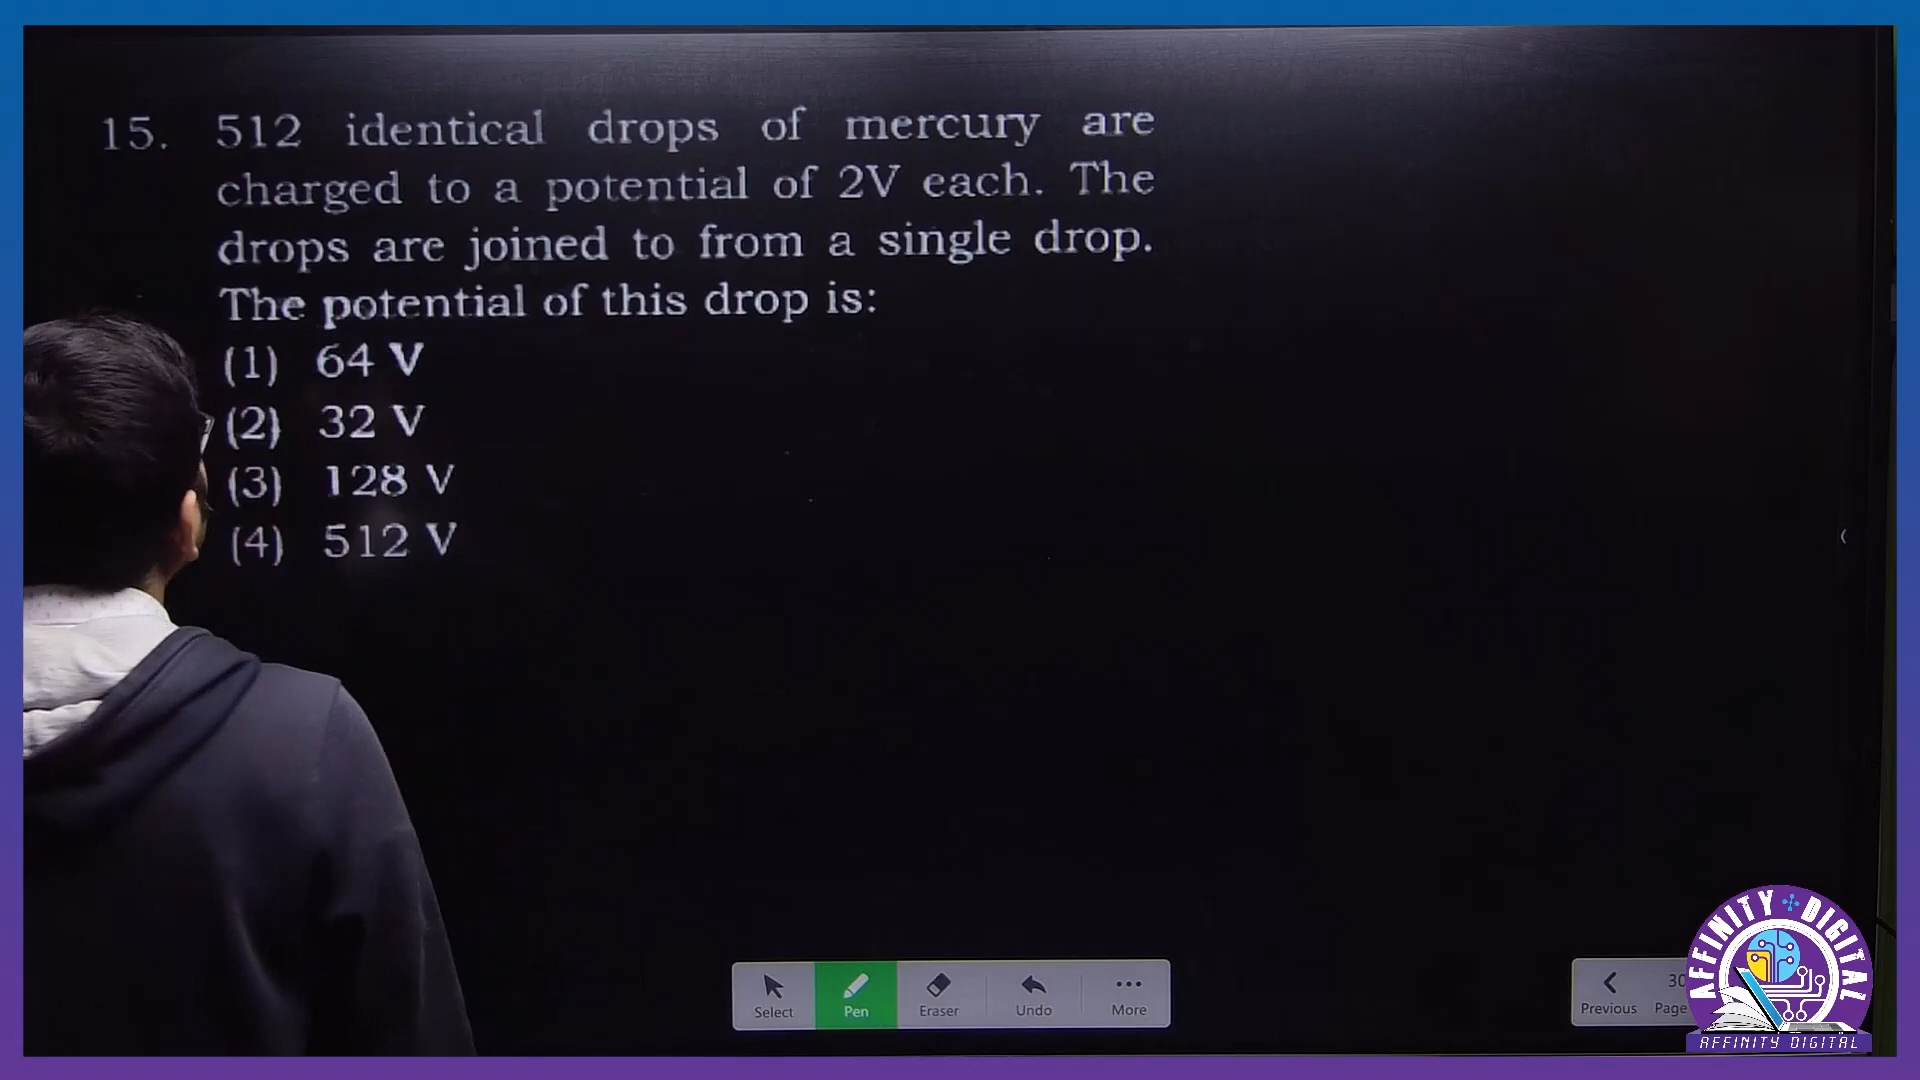 15. 512 identical drops of mercury are
charged to a potential of 2V each. The
drops are joined to from a single drop.
The potential of this drop is:
(1) 64 V
(2) 32 V
(3) 128 V
(4) 512 V
Select Pen Eraser Undo More
Previous Page 30
AFFINITY DIGITAL
AFFINITY DIGITAL